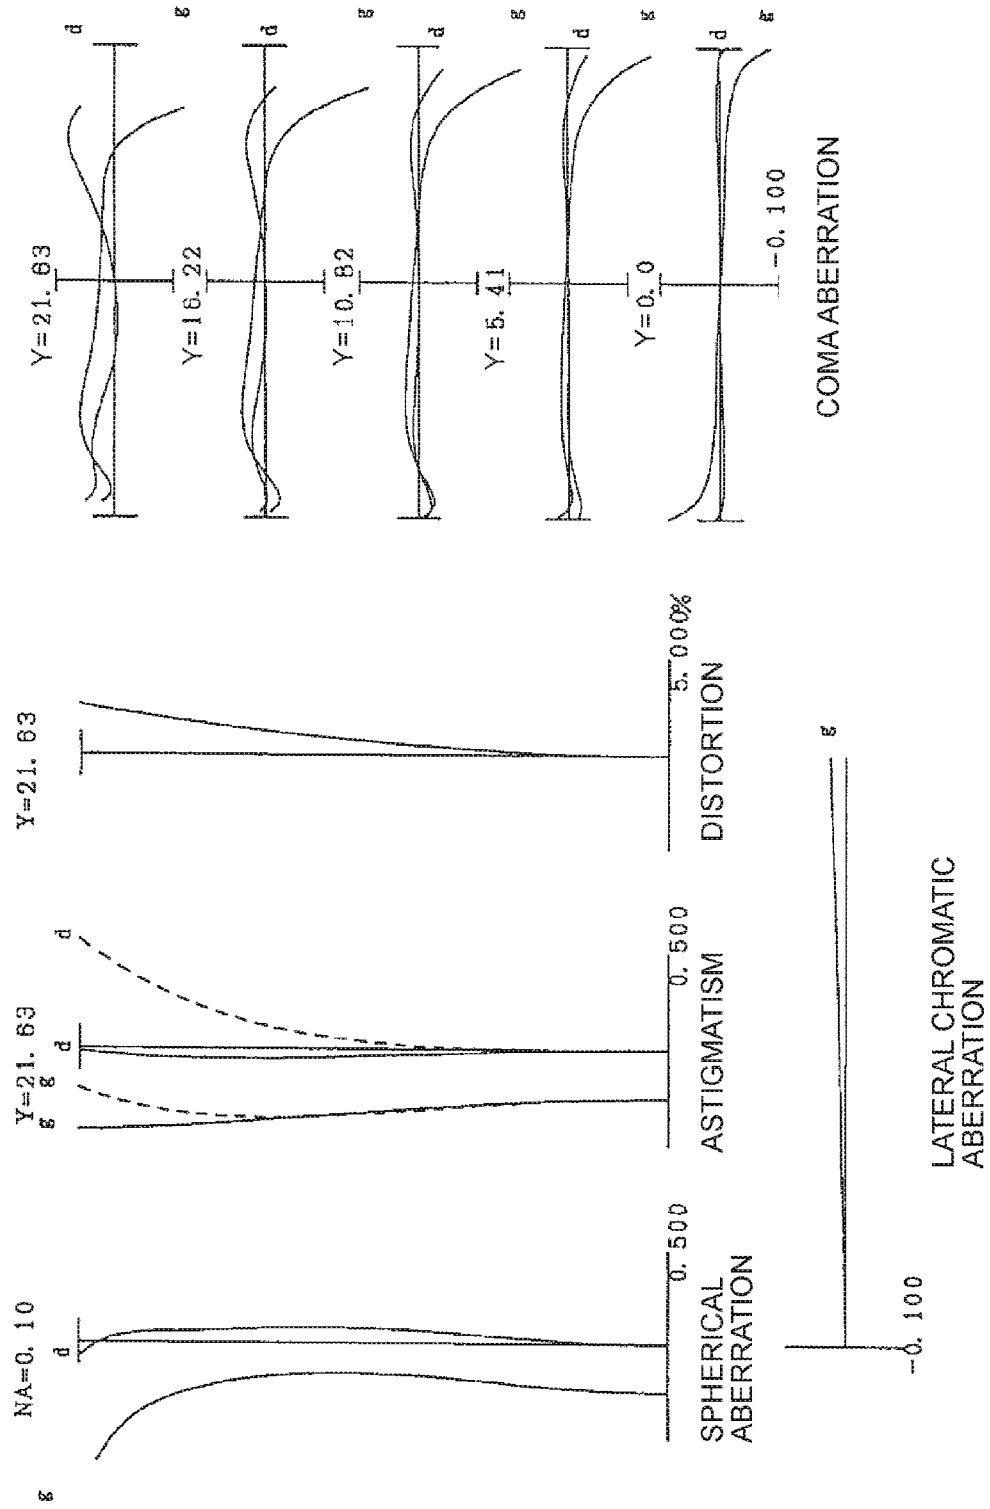 NA=0.10
d
g
0.500
SPHERICAL
ABERRATION
Y=21.63
g
g
d
d
0.500
ASTIGMATISM
Y=21.63
5.000%
DISTORTION
Y=21.63
d
g
Y=16.22
d
g
Y=10.82
d
g
Y=5.41
d
g
Y=0.0
d
g
-0.100
COMA ABERRATION
g
-0.100
LATERAL CHROMATIC
ABERRATION